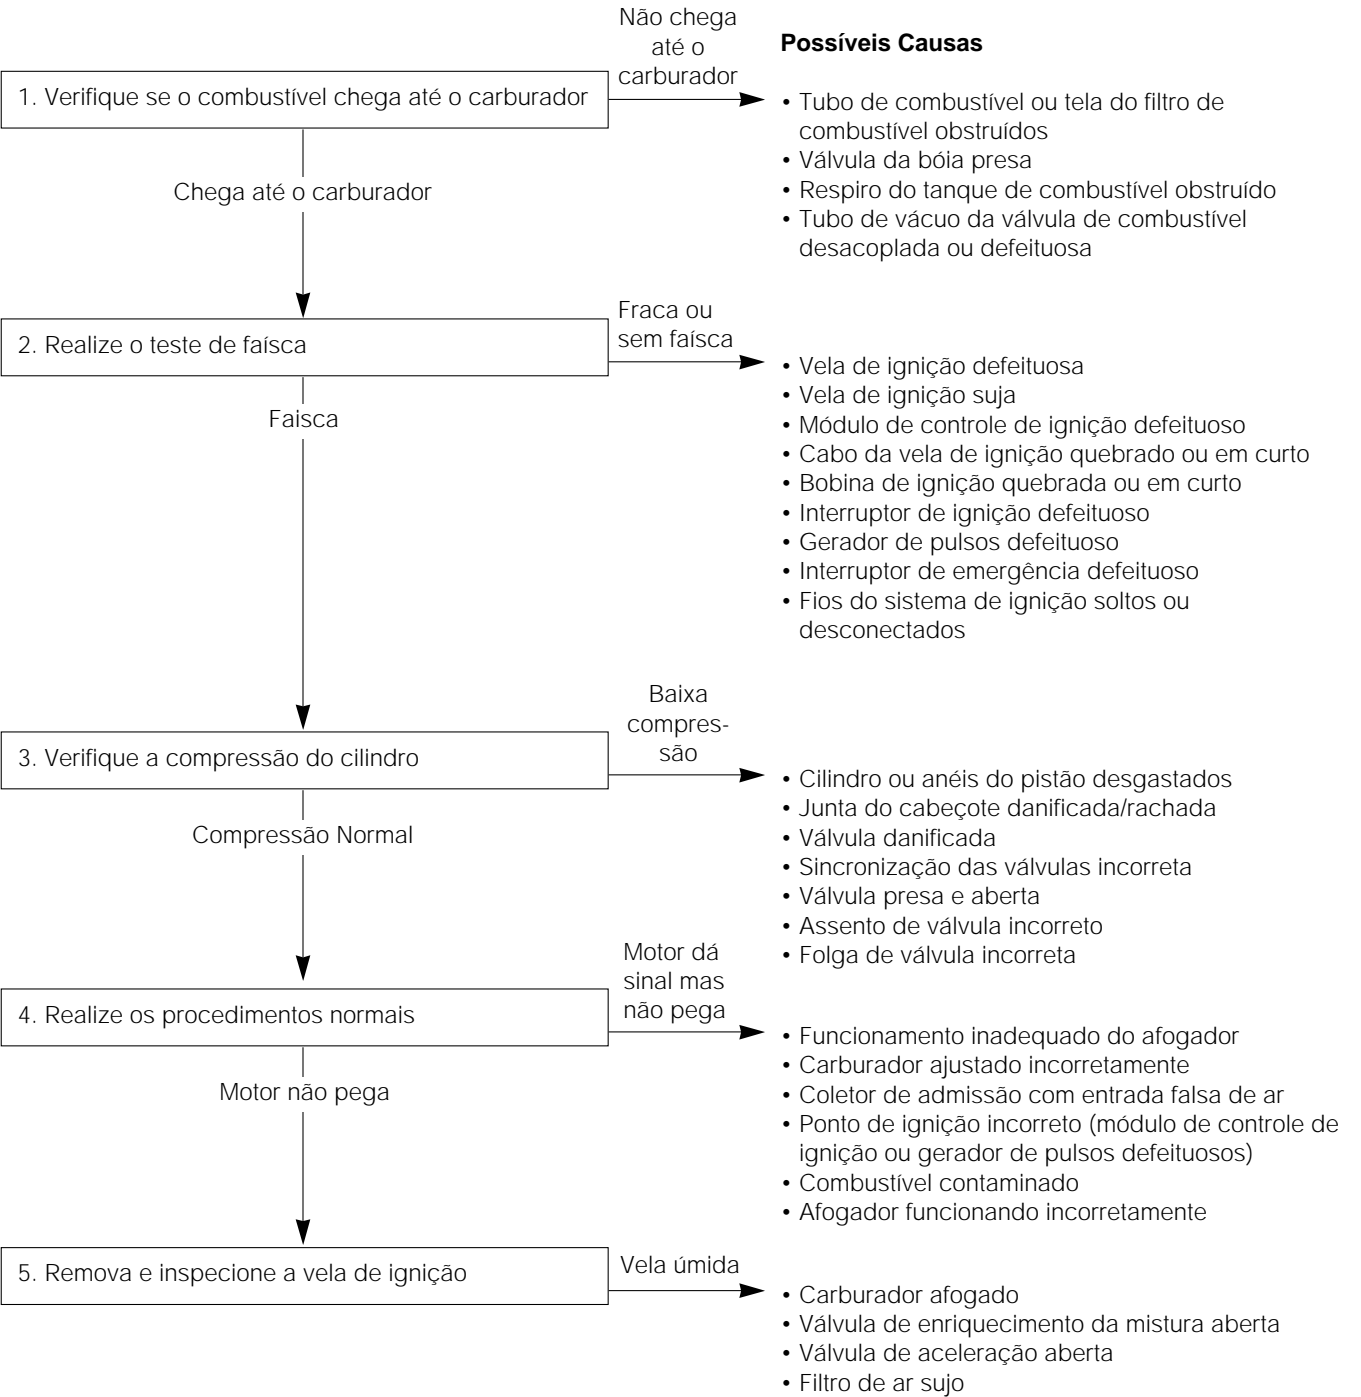 Não chega
até o
carburador
Possíveis Causas
1. Verifique se o combustível chega até o carburador
• Tubo de combustível ou tela do filtro de
combustível obstruídos
• Válvula da bóia presa
• Respiro do tanque de combustível obstruído
• Tubo de vácuo da válvula de combustível
desacoplada ou defeituosa
Chega até o carburador
Fraca ou
sem faísca
2. Realize o teste de faísca
• Vela de ignição defeituosa
• Vela de ignição suja
• Módulo de controle de ignição defeituoso
• Cabo da vela de ignição quebrado ou em curto
• Bobina de ignição quebrada ou em curto
• Interruptor de ignição defeituoso
• Gerador de pulsos defeituoso
• Interruptor de emergência defeituoso
• Fios do sistema de ignição soltos ou
desconectados
Faisca
Baixa
compres-
são
3. Verifique a compressão do cilindro
• Cilindro ou anéis do pistão desgastados
• Junta do cabeçote danificada/rachada
• Válvula danificada
• Sincronização das válvulas incorreta
• Válvula presa e aberta
• Assento de válvula incorreto
• Folga de válvula incorreta
Compressão Normal
Motor dá
sinal mas
não pega
4. Realize os procedimentos normais
• Funcionamento inadequado do afogador
• Carburador ajustado incorretamente
• Coletor de admissão com entrada falsa de ar
• Ponto de ignição incorreto (módulo de controle de
ignição ou gerador de pulsos defeituosos)
• Combustível contaminado
• Afogador funcionando incorretamente
Motor não pega
Vela úmida
5. Remova e inspecione a vela de ignição
• Carburador afogado
• Válvula de enriquecimento da mistura aberta
• Válvula de aceleração aberta
• Filtro de ar sujo